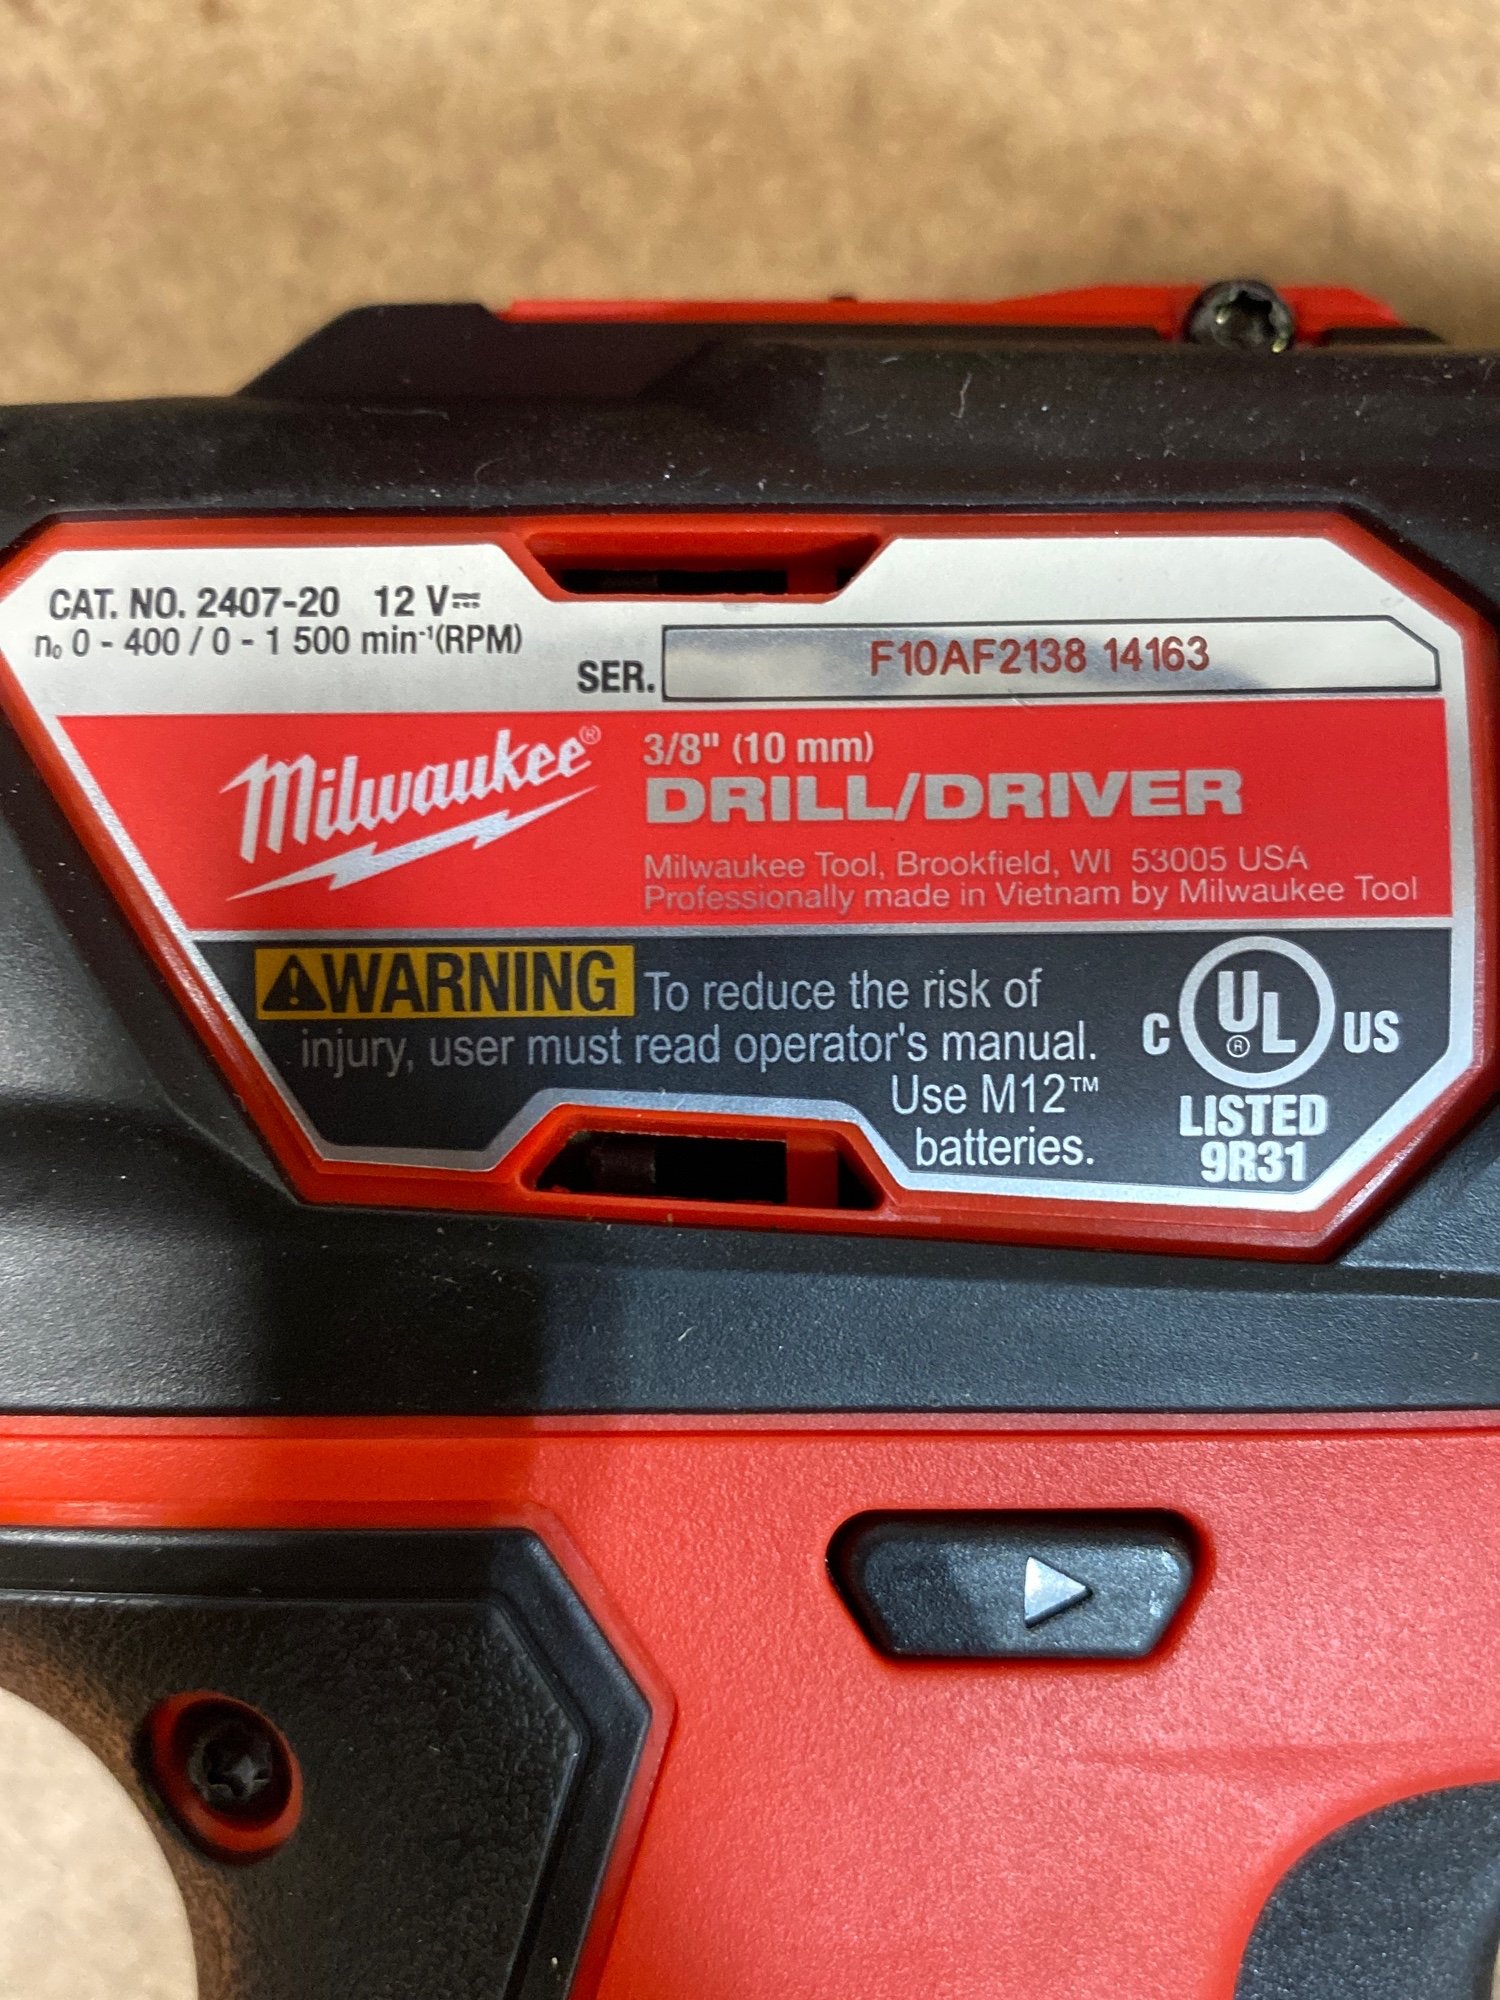 CAT. NO. 2407-20 12 V⎓
n₀ 0 - 400 / 0 - 1 500 min⁻¹(RPM)
SER. F10AF2138 14163
Milwaukee®
3/8" (10 mm)
DRILL/DRIVER
Milwaukee Tool, Brookfield, WI 53005 USA
Professionally made in Vietnam by Milwaukee Tool
⚠WARNING To reduce the risk of
injury, user must read operator's manual.
Use M12™
batteries.
C UL® US
LISTED
9R31